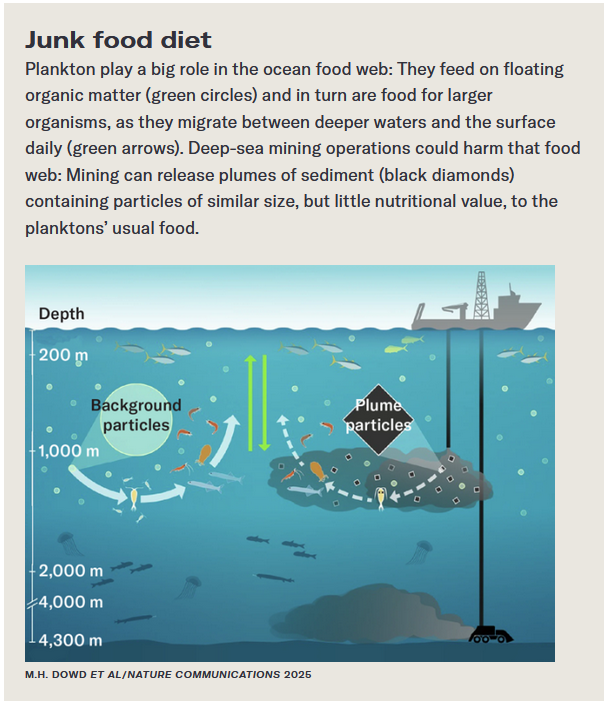 Junk food diet
Plankton play a big role in the ocean food web: They feed on floating
organic matter (green circles) and in turn are food for larger
organisms, as they migrate between deeper waters and the surface
daily (green arrows). Deep-sea mining operations could harm that food
web: Mining can release plumes of sediment (black diamonds)
containing particles of similar size, but little nutritional value, to the
planktons’ usual food.
Depth
200 m
Background
particles
Plume
particles
1,000 m
2,000 m
4,000 m
4,300 m
M.H. DOWD ET AL/NATURE COMMUNICATIONS 2025